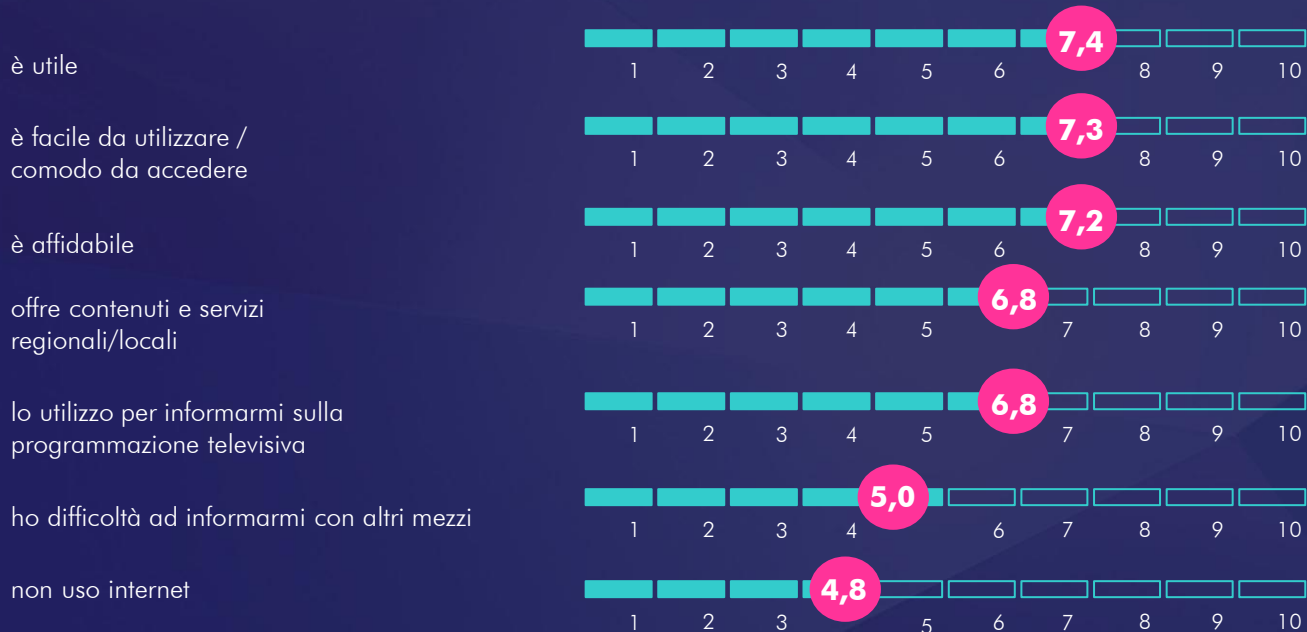 è utile
7,4
1 2 3 4 5 6 8 9 10
è facile da utilizzare /
comodo da accedere
7,3
1 2 3 4 5 6 8 9 10
è affidabile
7,2
1 2 3 4 5 6 8 9 10
offre contenuti e servizi
regionali/locali
6,8
1 2 3 4 5 7 8 9 10
lo utilizzo per informarmi sulla
programmazione televisiva
6,8
1 2 3 4 5 7 8 9 10
ho difficoltà ad informarmi con altri mezzi
5,0
1 2 3 4 6 7 8 9 10
non uso internet
4,8
1 2 3 5 6 7 8 9 10